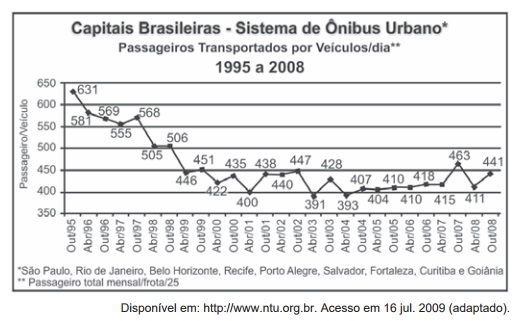 Capitais Brasileiras - Sistema de Ônibus Urbano*
Passageiros Transportados por Veículos/dia**
1995 a 2008
Passageiro/Veículo
650
600
550
500
450
400
350
631
581
569
555
568
505
506
446
451
422
435
400
438
440
447
391
428
393
407
404
410
410
418
415
463
411
441
Out/95
Abr/96
Out/96
Abr/97
Out/97
Abr/98
Out/98
Abr/99
Out/99
Abr/00
Out/00
Abr/01
Out/01
Abr/02
Out/02
Abr/03
Out/03
Abr/04
Out/04
Abr/05
Out/05
Abr/06
Out/06
Abr/07
Out/07
Abr/08
Out/08
*São Paulo, Rio de Janeiro, Belo Horizonte, Recife, Porto Alegre, Salvador, Fortaleza, Curitiba e Goiânia
** Passageiro total mensal/frota/25
Disponível em: http://www.ntu.org.br. Acesso em 16 jul. 2009 (adaptado).